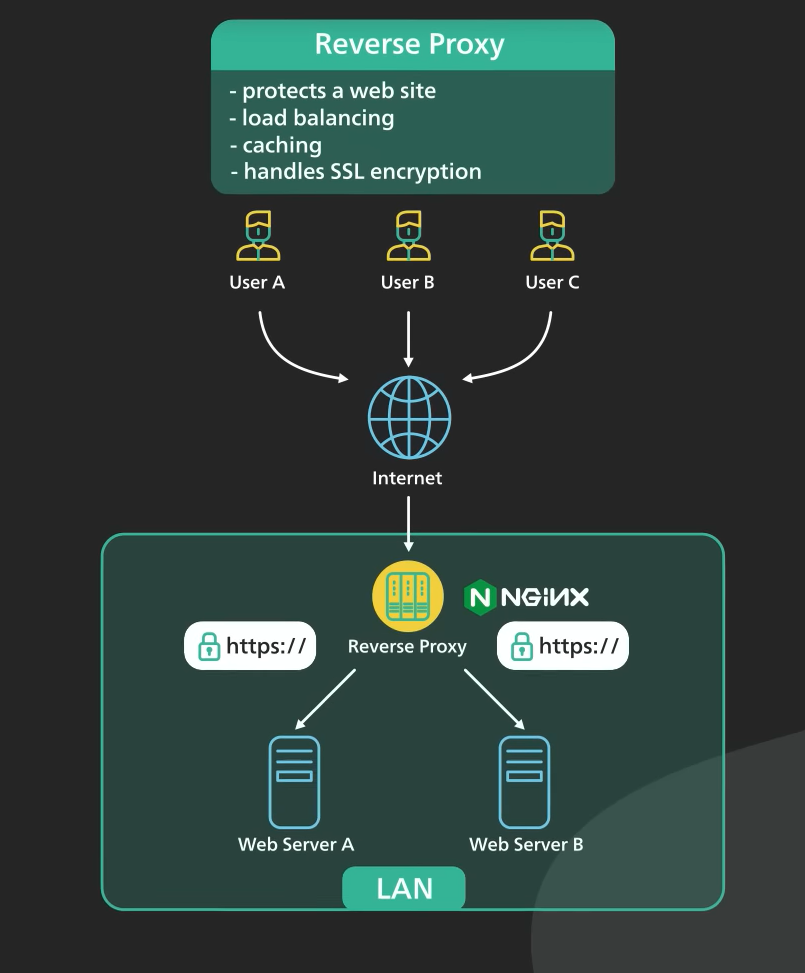 Reverse Proxy
- protects a web site
- load balancing
- caching
- handles SSL encryption
User A
User B
User C
Internet
N NGINX
https://
Reverse Proxy
https://
Web Server A
Web Server B
LAN